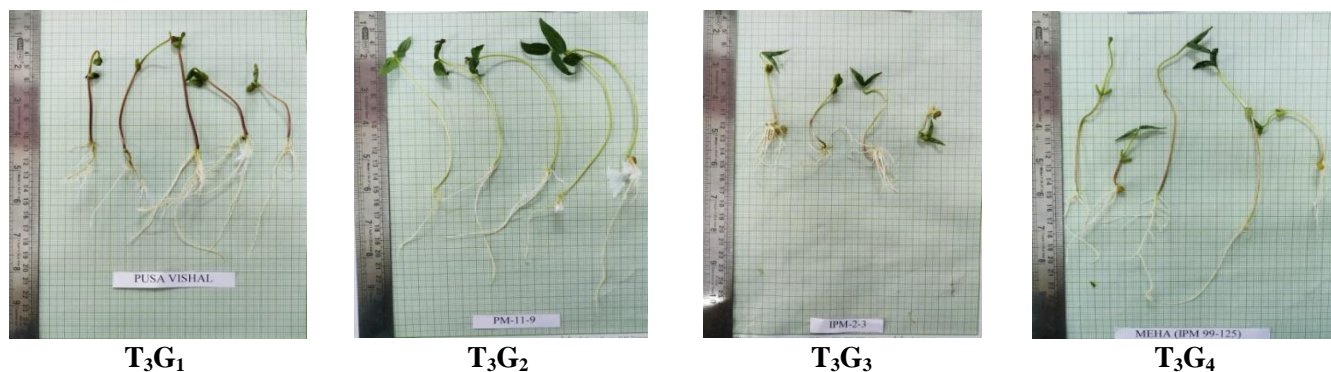 PUSA VISHAL
PM-11-9
IPM-2-3
MEHA (IPM 99-125)
T₃G₁
T₃G₂
T₃G₃
T₃G₄